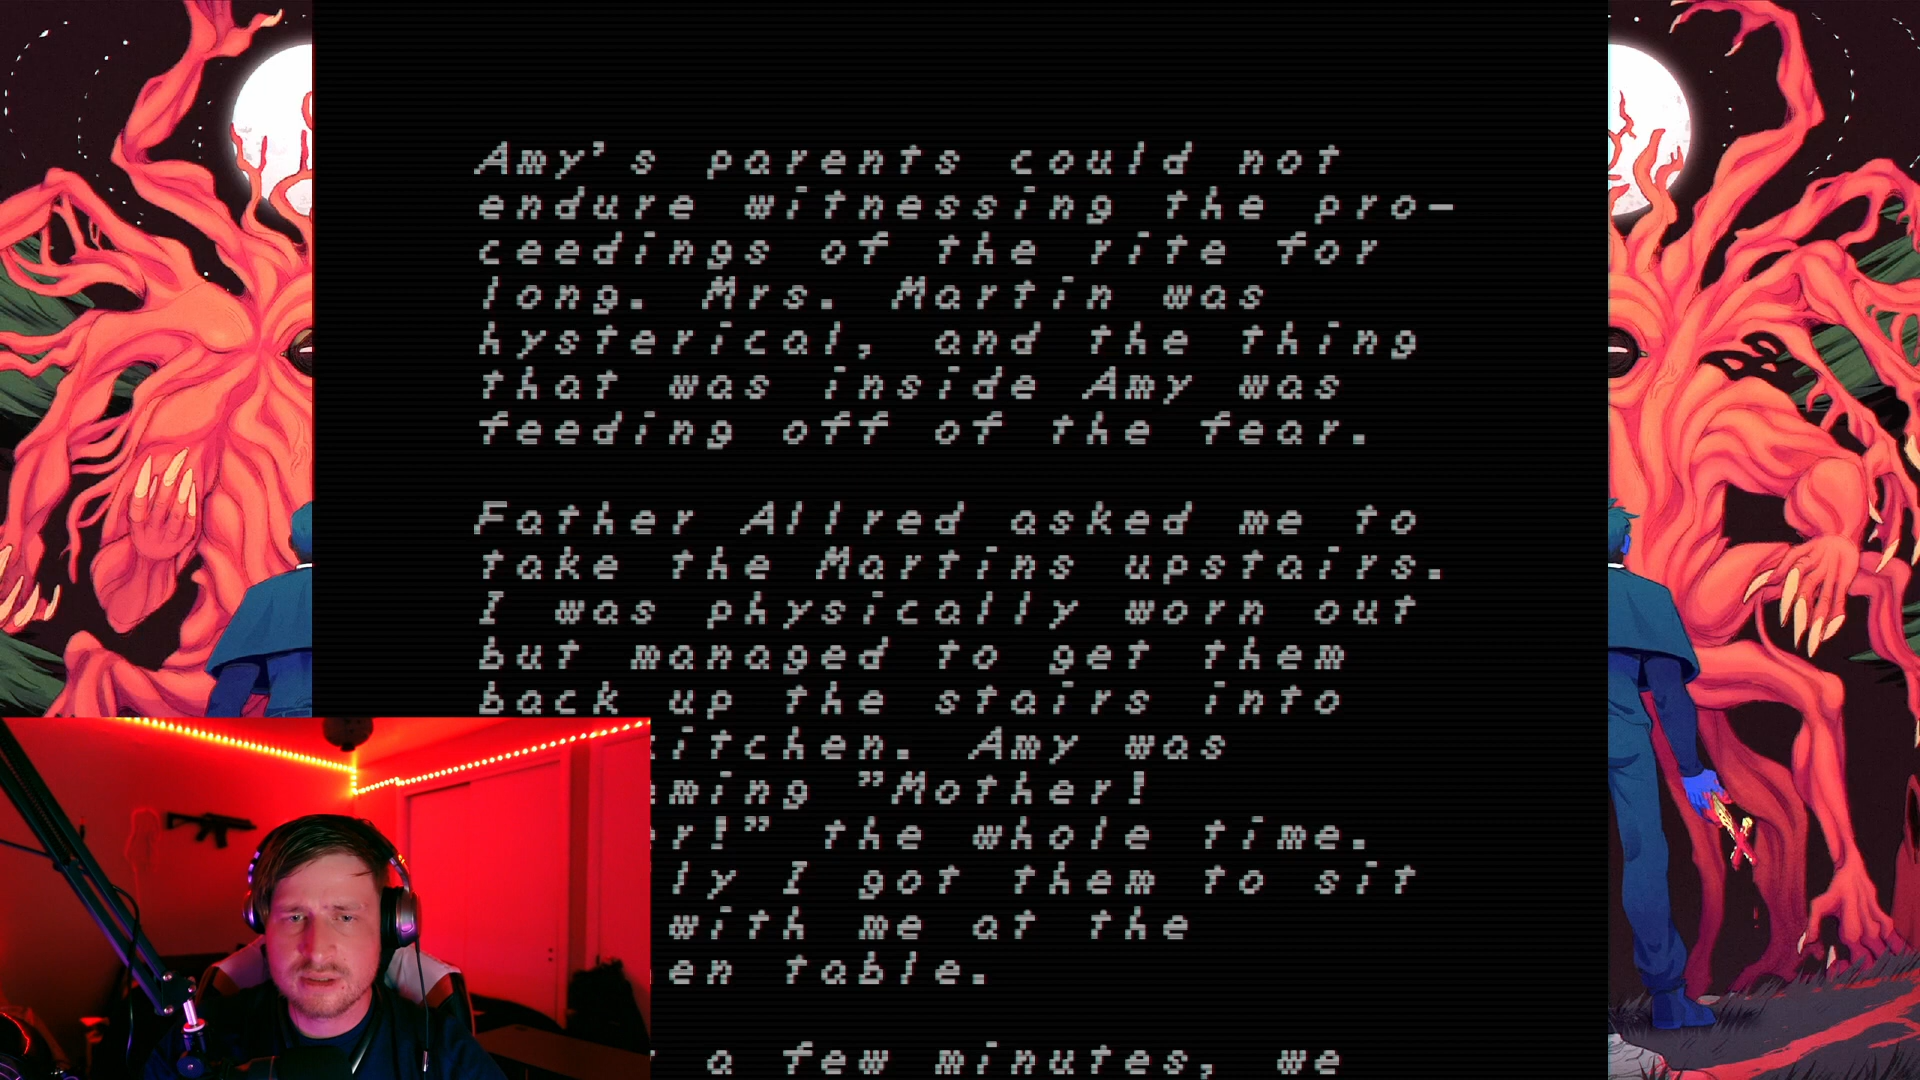 Amy's parents could not
endure witnessing the pro-
ceedings of the rite for
long. Mrs. Martin was
hysterical, and the thing
that was inside Amy was
feeding off of the fear.
Father Allred asked me to
take the Martins upstairs.
I was physically worn out
but managed to get them
back up the stairs into
itchen. Amy was
ming "Mother!
r!" the whole time.
ly I got them to sit
with me at the
en table.
a few minutes, we